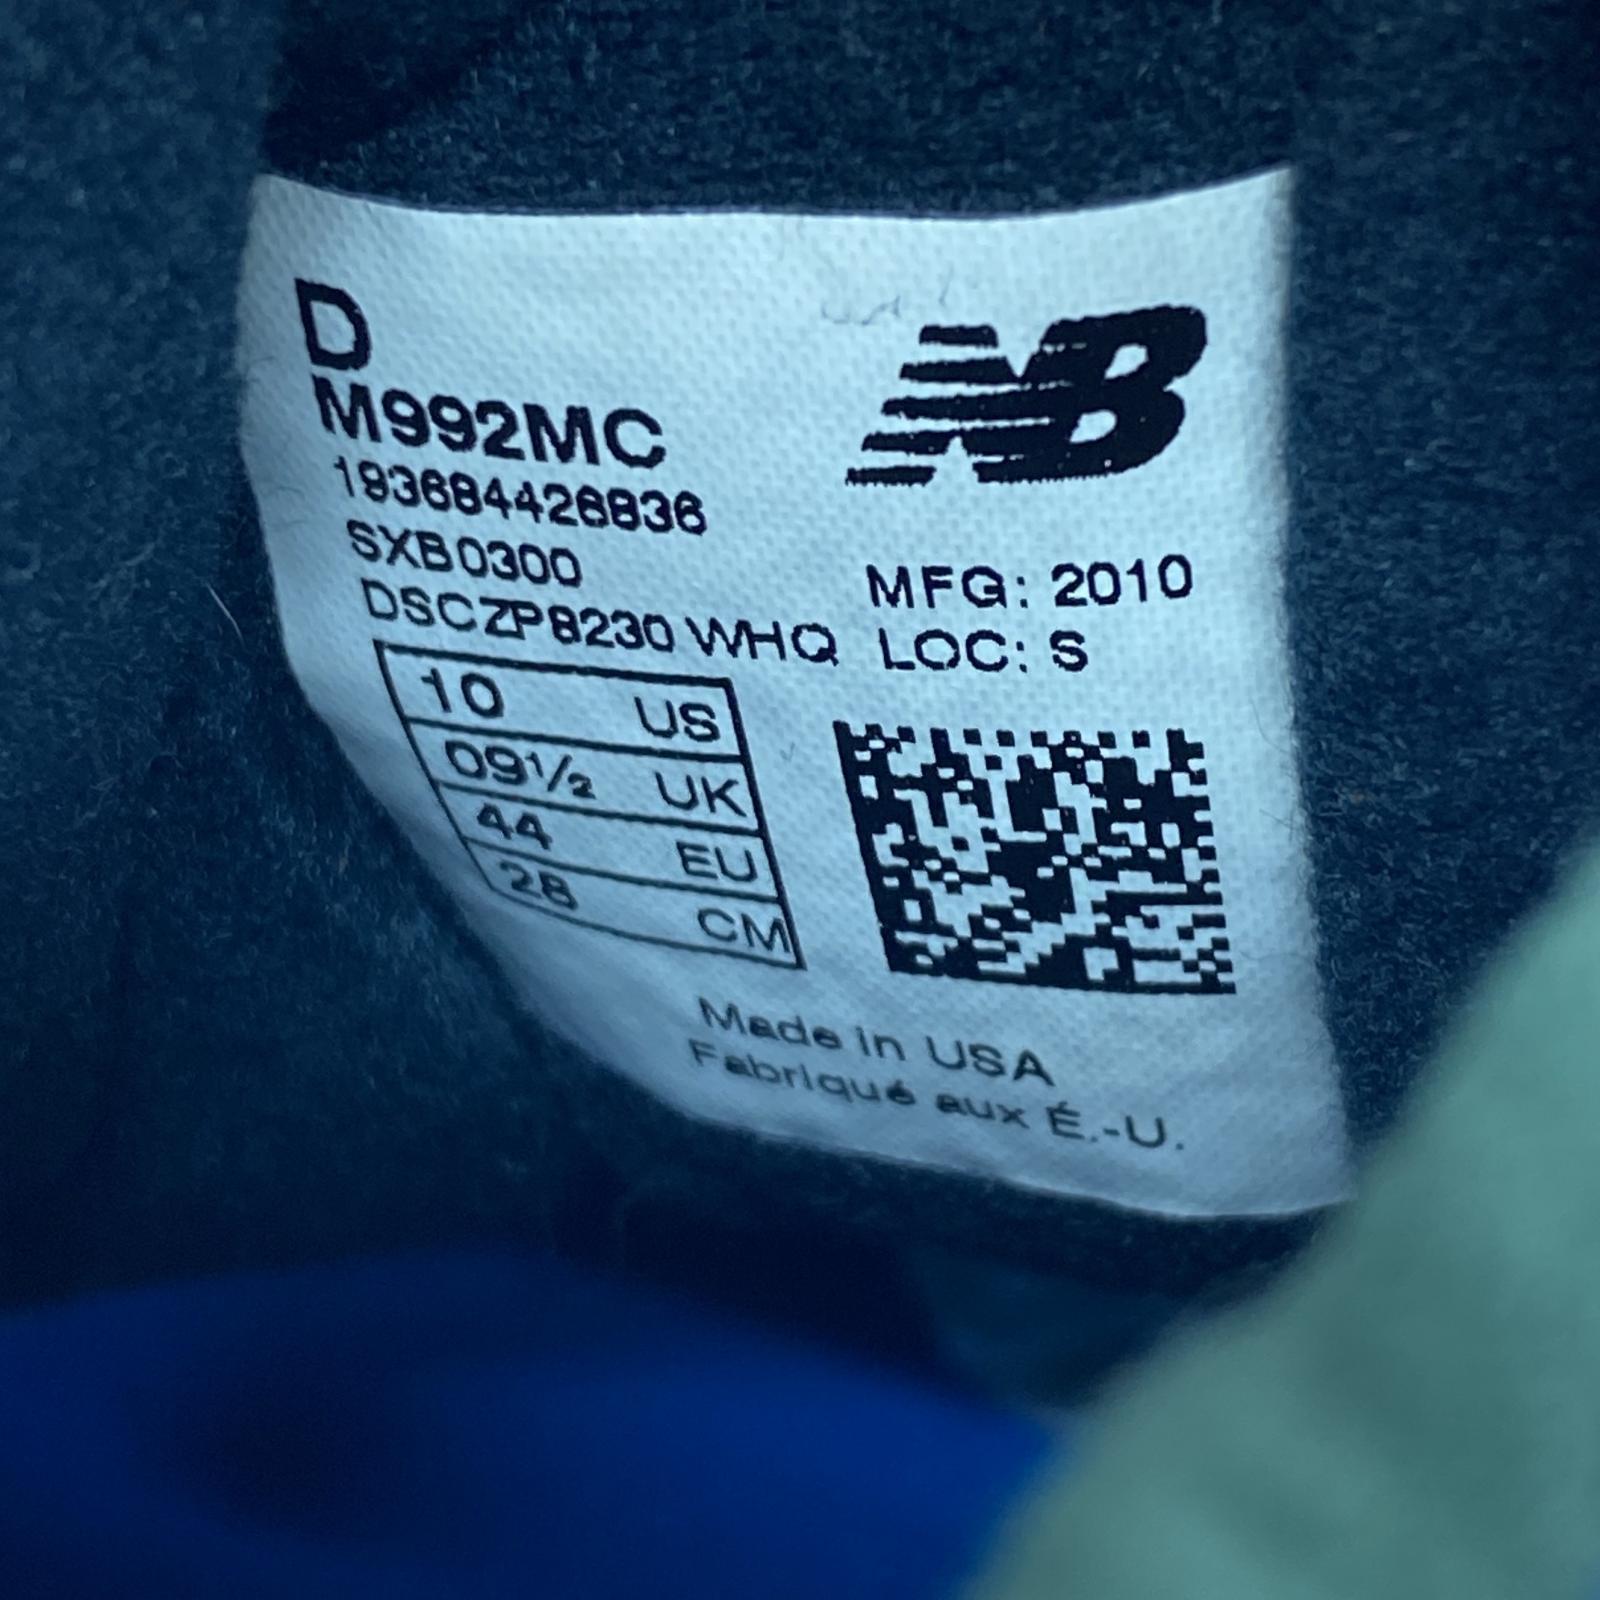 D
M992MC
193684426836
SXB0300
DSCZP8230 WHQ
NB
MFG: 2010
LOC: S
10 US
09½ UK
44 EU
28 CM
Made in USA
Fabriqué aux É.-U.